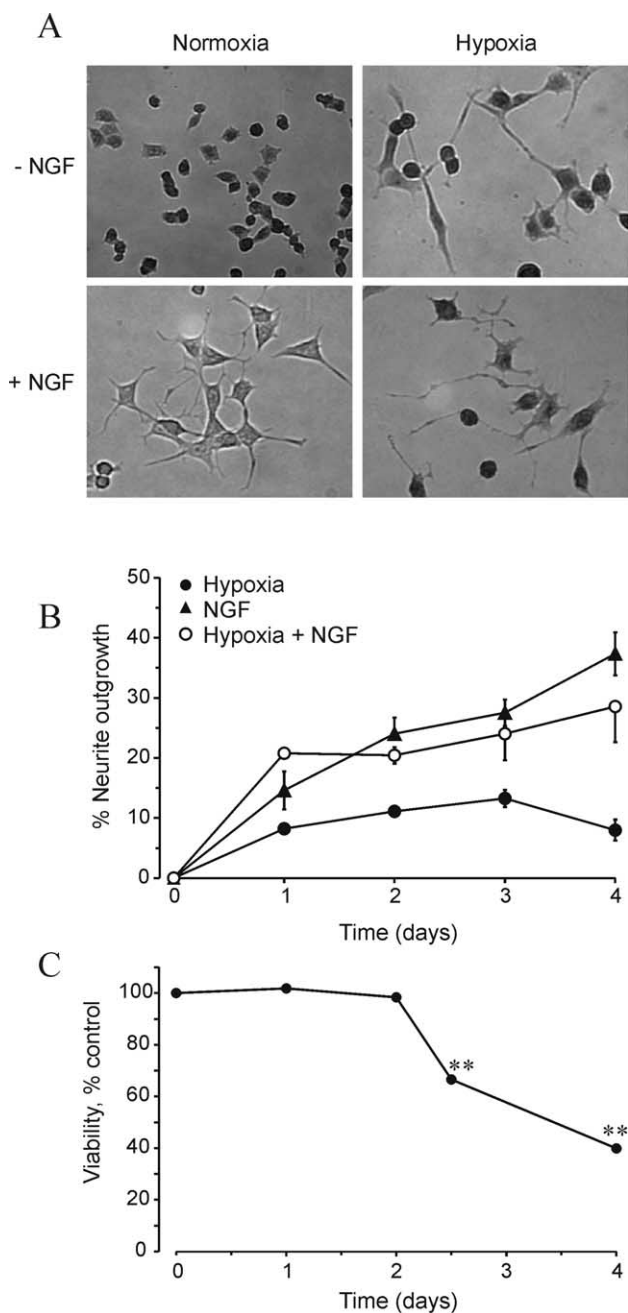 A
Normoxia Hypoxia
- NGF
+ NGF
B
Hypoxia
NGF
Hypoxia + NGF
% Neurite outgrowth
50
40
30
20
10
0
0 1 2 3 4
Time (days)
C
Viability, % control
100
80
60
40
20
0
**
**
0 1 2 3 4
Time (days)